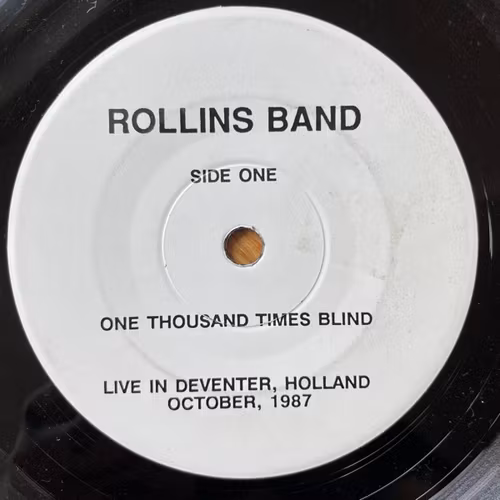 ROLLINS BAND
SIDE ONE
ONE THOUSAND TIMES BLIND
LIVE IN DEVENTER, HOLLAND
OCTOBER, 1987